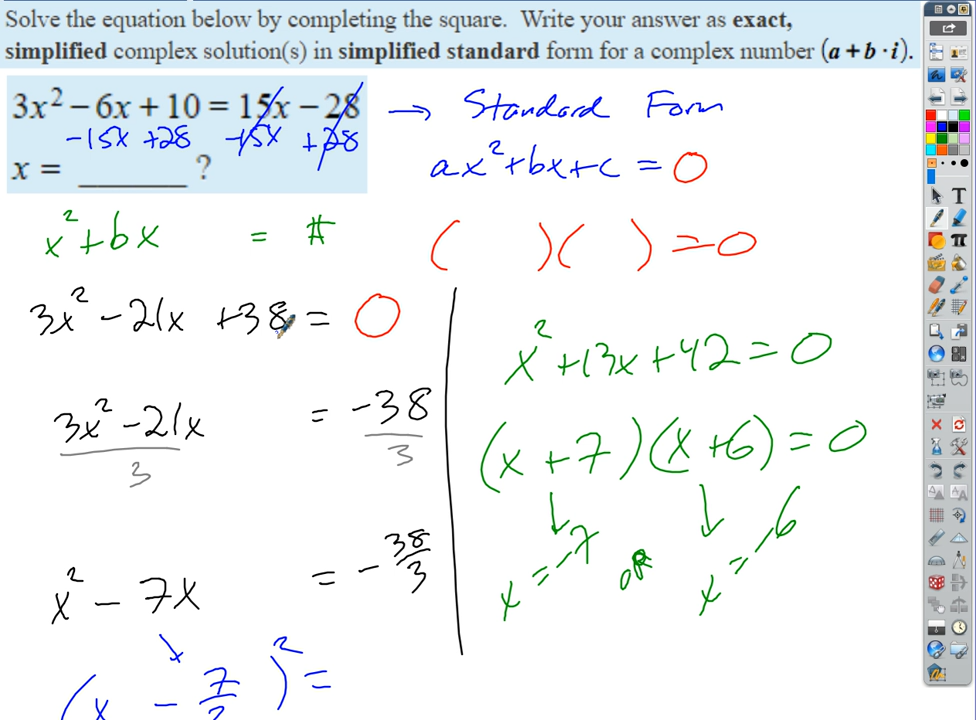 Solve the equation below by completing the square. Write your answer as exact,
simplified complex solution(s) in simplified standard form for a complex number (a + b · i).
3x² – 6x + 10 = 15x – 28 → Standard Form
-15x +28 -15x +28
x = ______ ?
ax² + bx + c = 0
x² + bx = #
( )( ) = 0
3x² - 21x + 38 = 0
x² + 13x + 42 = 0
3x² - 21x = -38
3 3
(x + 7)(x + 6) = 0
x² - 7x = - 38/3
x = -7 OR x = -6
(x - 7/2)² =